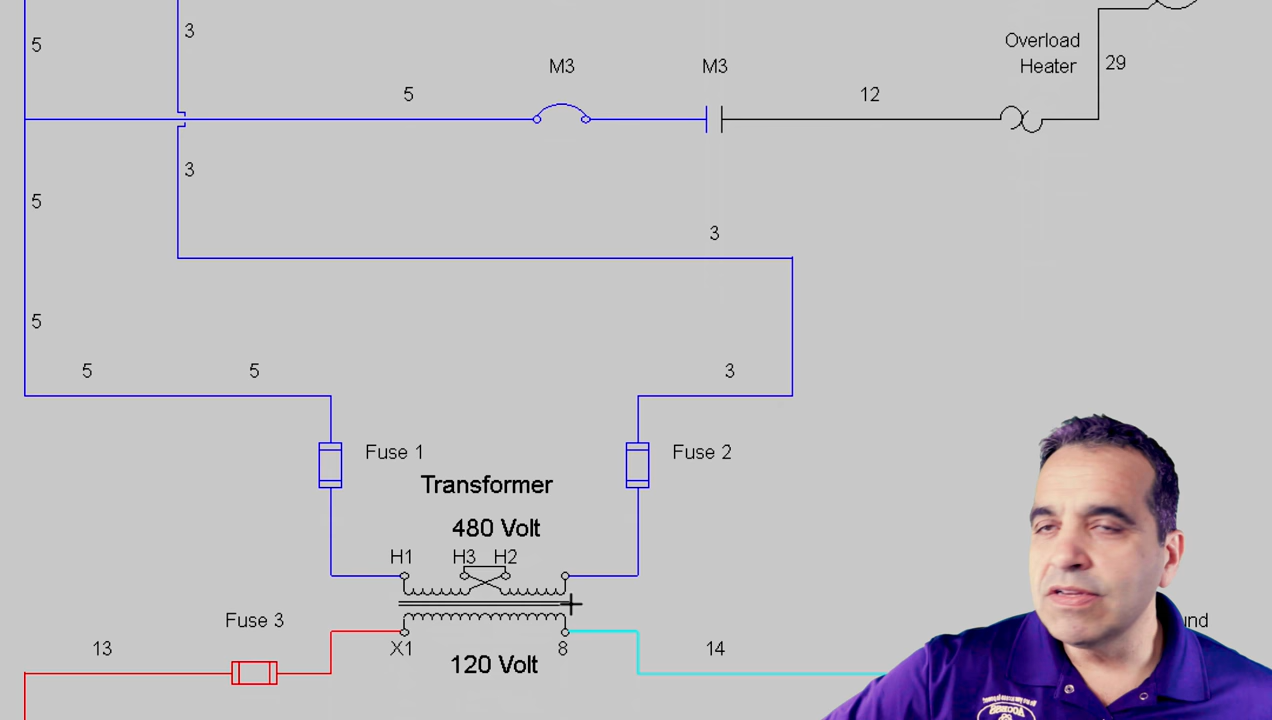 5
3
M3
M3
Overload
Heater
29
5
12
3
5
3
5
5
5
3
Fuse 1
Fuse 2
Transformer
480 Volt
H1
H3
H2
Fuse 3
13
X1
120 Volt
8
14